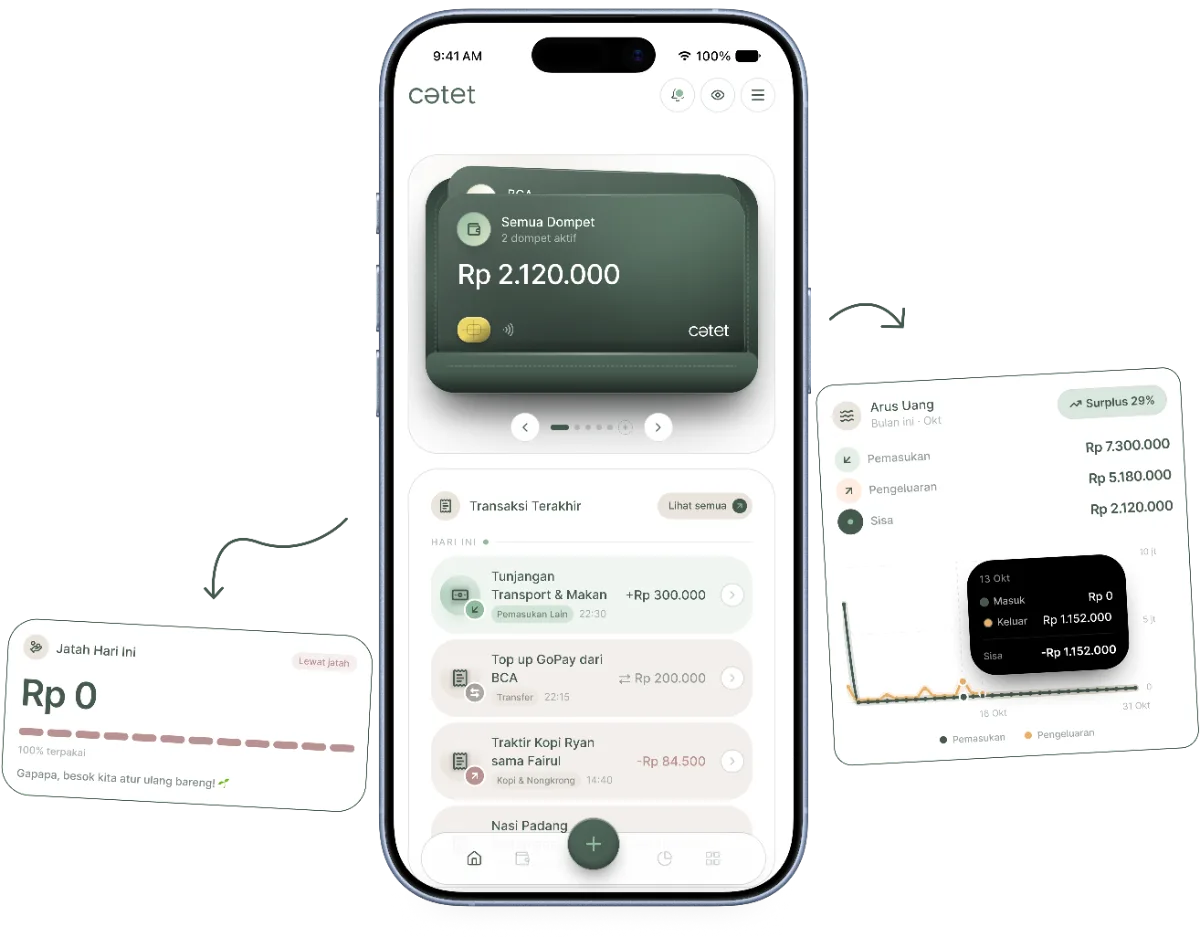 9:41 AM
100%
cətet
BCA
Semua Dompet
2 dompet aktif
Rp 2.120.000
cətet
Transaksi Terakhir
Lihat semua
HARI INI
Tunjangan
Transport & Makan
+Rp 300.000
Pemasukan Lain
22:30
Top up GoPay dari
BCA
Rp 200.000
Transfer
22:15
Traktir Kopi Ryan
sama Fairul
-Rp 84.500
Kopi & Nongkrong
14:40
Nasi Padang
Jatah Hari Ini
Lewat jatah
Rp 0
100% terpakai
Gapapa, besok kita atur ulang bareng!
Arus Uang
Bulan ini · Okt
Surplus 29%
Pemasukan
Rp 7.300.000
Pengeluaran
Rp 5.180.000
Sisa
Rp 2.120.000
10 jt
13 Okt
Masuk
Rp 0
Keluar
Rp 1.152.000
Sisa
-Rp 1.152.000
5 jt
0
18 Okt
31 Okt
Pemasukan
Pengeluaran